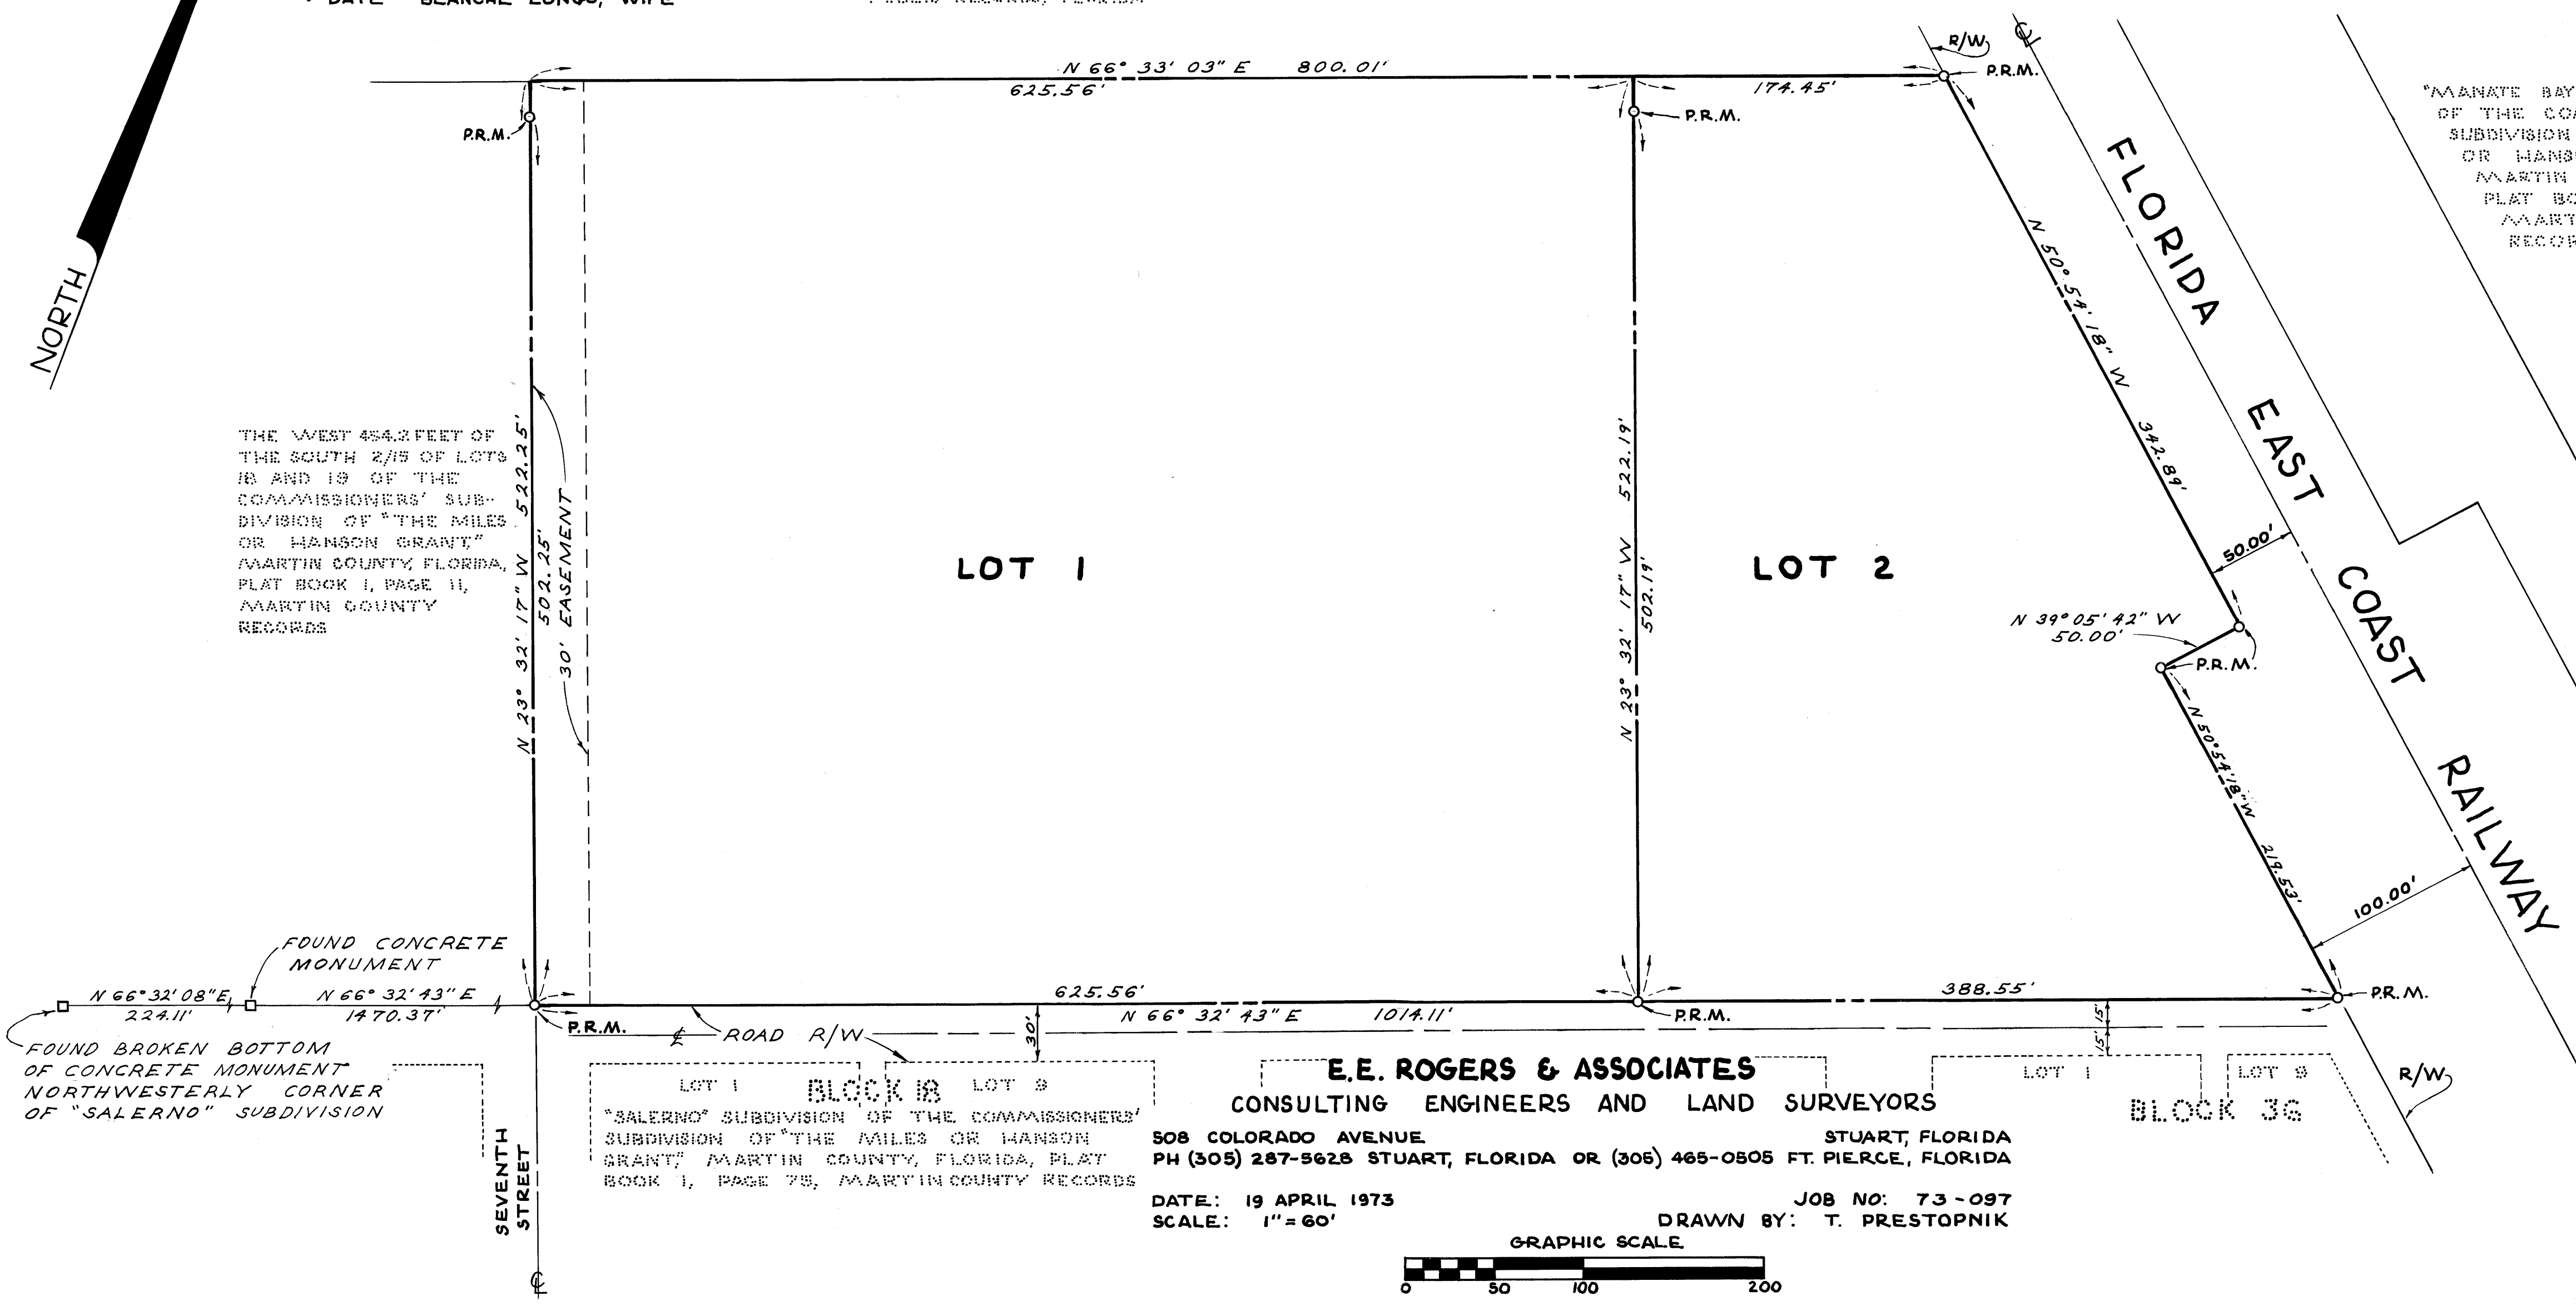 DATE BLANCHE LONGO, WIFE
PUBLIC RECORDS, FLORIDA
NORTH
N 66° 33' 03" E 800.01'
625.56'
174.45'
R/W
P.R.M.
P.R.M.
P.R.M.
"MANATE BAY
OF THE CO
SUBDIVISION
OR HANS
MARTIN
PLAT BO
MART
RECOR
FLORIDA EAST COAST RAILWAY
N 50° 54' 18" W 342.89'
50.00'
THE WEST 454.2 FEET OF
THE SOUTH 2/15 OF LOTS
18 AND 19 OF THE
COMMISSIONERS' SUB-
DIVISION OF "THE MILES
OR HANSON GRANT,"
MARTIN COUNTY, FLORIDA,
PLAT BOOK 1, PAGE 11,
MARTIN COUNTY
RECORDS
N 23° 32' 17" W 522.25'
502.25'
30' EASEMENT
LOT 1
N 23° 32' 17" W 522.19'
502.19'
LOT 2
N 39° 05' 42" W
50.00'
P.R.M.
N 50° 54' 18" W 219.53'
100.00'
FOUND CONCRETE
MONUMENT
N 66° 32' 08" E
224.11'
N 66° 32' 43" E
1470.37'
625.56'
388.55'
N 66° 32' 43" E 1014.11'
P.R.M.
P.R.M.
P.R.M.
℄ ROAD R/W
30'
15'
15'
FOUND BROKEN BOTTOM
OF CONCRETE MONUMENT
NORTHWESTERLY CORNER
OF "SALERNO" SUBDIVISION
SEVENTH
STREET
LOT 1 BLOCK 18 LOT 9
"SALERNO" SUBDIVISION OF THE COMMISSIONERS'
SUBDIVISION OF "THE MILES OR HANSON
GRANT," MARTIN COUNTY, FLORIDA, PLAT
BOOK 1, PAGE 75, MARTIN COUNTY RECORDS
E.E. ROGERS & ASSOCIATES
CONSULTING ENGINEERS AND LAND SURVEYORS
508 COLORADO AVENUE STUART, FLORIDA
PH (305) 287-5628 STUART, FLORIDA OR (305) 465-0505 FT. PIERCE, FLORIDA
DATE: 19 APRIL 1973 JOB NO: 73-097
SCALE: 1" = 60' DRAWN BY: T. PRESTOPNIK
GRAPHIC SCALE
0 50 100 200
LOT 1 LOT 9
BLOCK 36
R/W
℄
℄